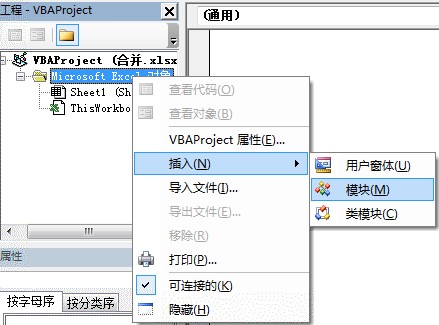 工程 - VBAProject
(通用)
VBAProject (合并.xlsx
Microsoft Excel 对象
Sheet1 (Sh
ThisWorkbo
查看代码(O)
查看对象(B)
VBAProject 属性(E)...
插入(N)
用户窗体(U)
模块(M)
类模块(C)
导入文件(I)...
导出文件(E)...
移除(R)
打印(P)...
可连接的(K)
隐藏(H)
属性
按字母序
按分类序